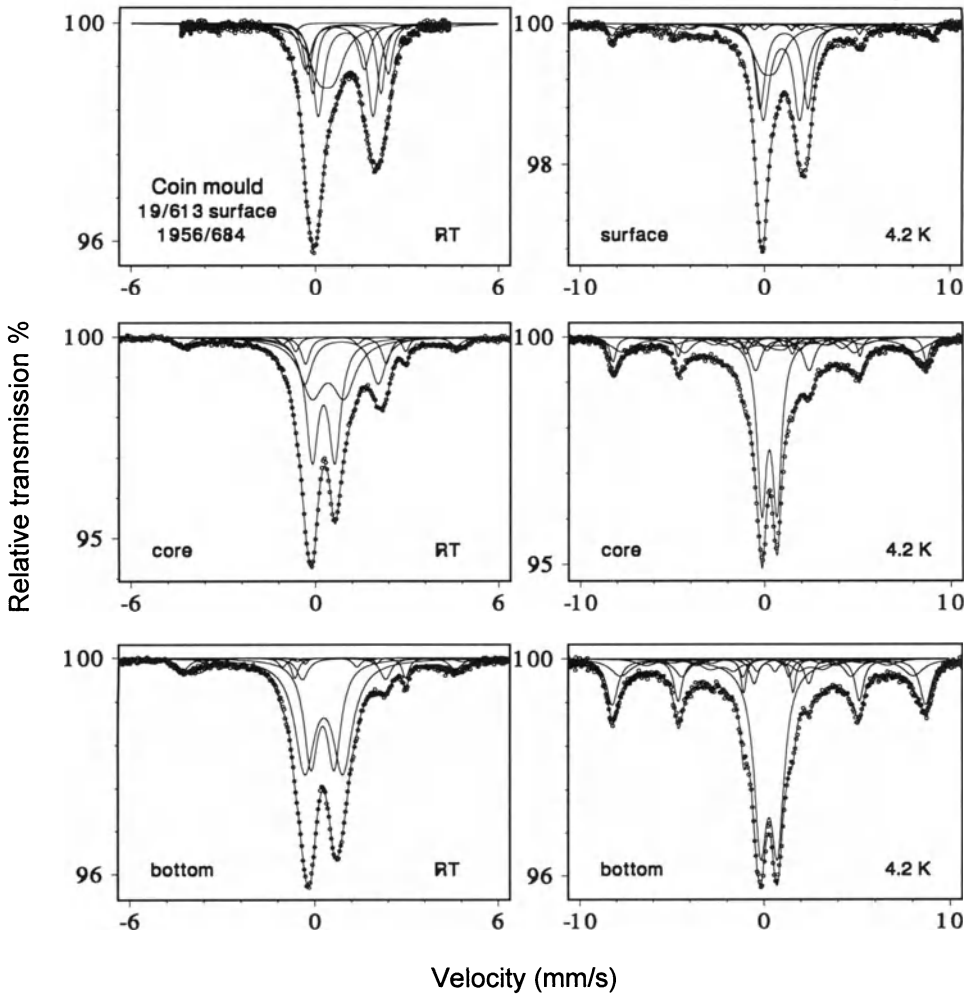 100
98
96
Coin mould
19/613 surface
1956/684
RT
-6 0 6
100
98
surface
4.2 K
-10 0 10
100
95
core
RT
-6 0 6
100
95
core
4.2 K
-10 0 10
100
98
96
bottom
RT
-6 0 6
100
96
bottom
4.2 K
-10 0 10
Relative transmission %
Velocity (mm/s)